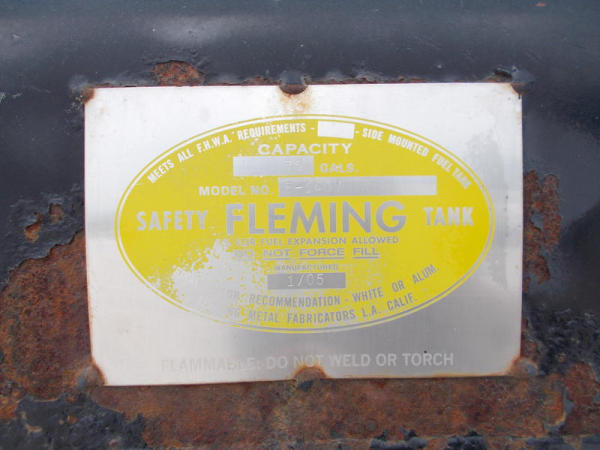 MEETS ALL F.H.W.A. REQUIREMENTS - - SIDE MOUNTED FUEL TANK
CAPACITY
GALS.
MODEL NO.
SAFETY FLEMING TANK
FOR FUEL EXPANSION ALLOWED
DO NOT FORCE FILL
MANUFACTURED
1/05
RECOMMENDATION - WHITE OR ALUM.
METAL FABRICATORS L.A. CALIF.
FLAMMABLE: DO NOT WELD OR TORCH